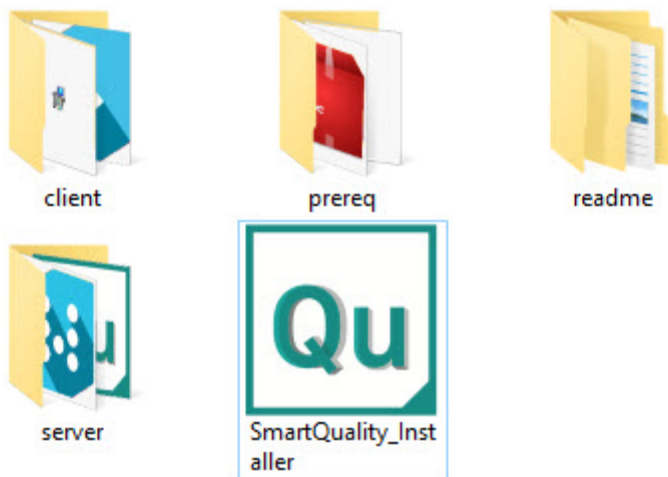 client
prereq
readme
server
Qu
SmartQuality_Inst
aller